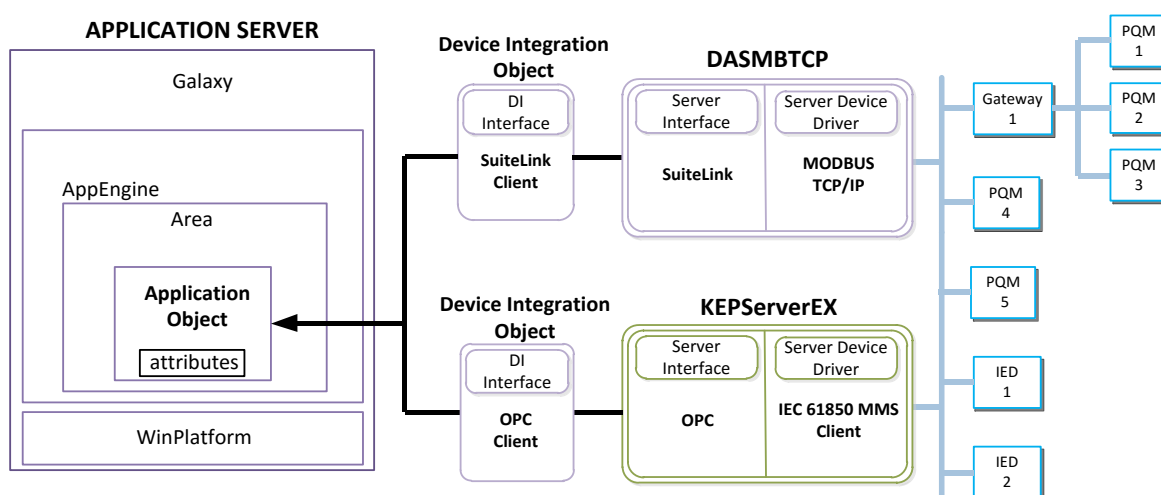 APPLICATION SERVER
Galaxy
AppEngine
Area
Application
Object
attributes
WinPlatform
Device Integration
Object
DI
Interface
SuiteLink
Client
DASMBTCP
Server
Interface
Server Device
Driver
SuiteLink
MODBUS
TCP/IP
Device Integration
Object
DI
Interface
OPC
Client
KEPServerEX
Server
Interface
Server Device
Driver
OPC
IEC 61850 MMS
Client
Gateway
1
PQM
1
PQM
2
PQM
3
PQM
4
PQM
5
IED
1
IED
2